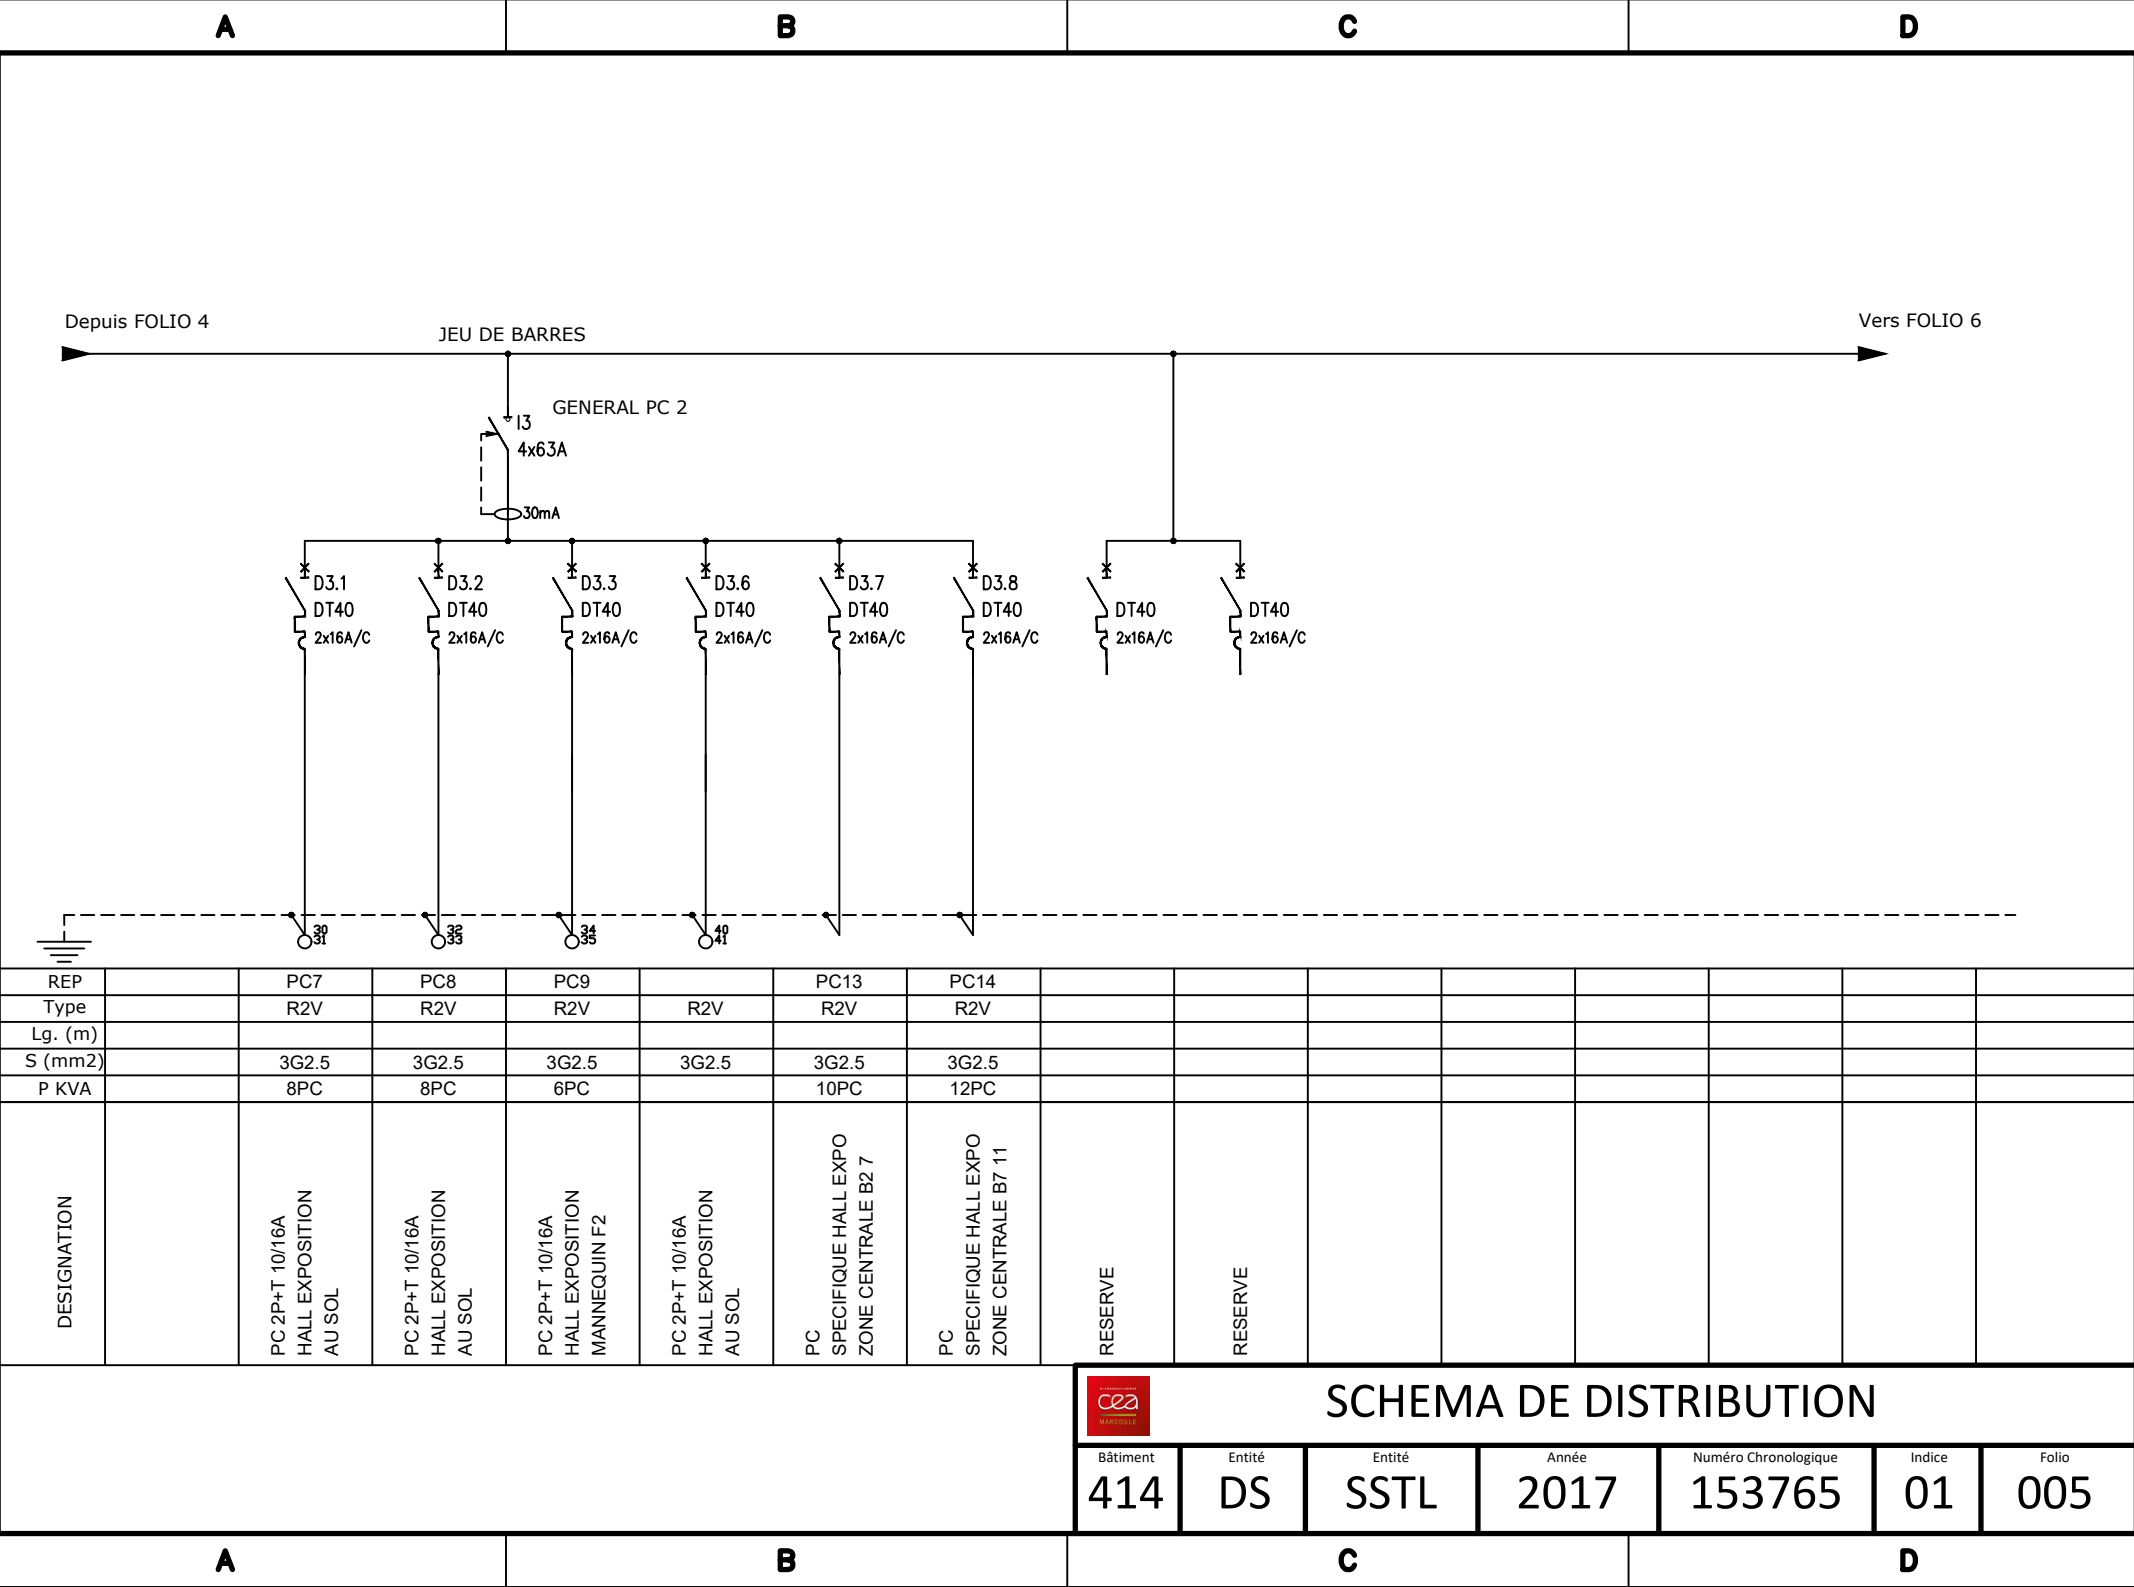 A B C D
Depuis FOLIO 4
JEU DE BARRES
Vers FOLIO 6
GENERAL PC 2
I3
4x63A
30mA
D3.1 D3.2 D3.3 D3.6 D3.7 D3.8
DT40 DT40 DT40 DT40 DT40 DT40 DT40 DT40
2x16A/C 2x16A/C 2x16A/C 2x16A/C 2x16A/C 2x16A/C 2x16A/C 2x16A/C
30 32 34 40
31 33 35 41
REP PC7 PC8 PC9 PC13 PC14
Type R2V R2V R2V R2V R2V R2V
Lg. (m)
S (mm2) 3G2.5 3G2.5 3G2.5 3G2.5 3G2.5 3G2.5
P KVA 8PC 8PC 6PC 10PC 12PC
DESIGNATION
PC 2P+T 10/16A
HALL EXPOSITION
AU SOL
PC 2P+T 10/16A
HALL EXPOSITION
AU SOL
PC 2P+T 10/16A
HALL EXPOSITION
MANNEQUIN F2
PC 2P+T 10/16A
HALL EXPOSITION
AU SOL
PC
SPECIFIQUE HALL EXPO
ZONE CENTRALE B2 7
PC
SPECIFIQUE HALL EXPO
ZONE CENTRALE B7 11
RESERVE
RESERVE
cea
MARCOULE
SCHEMA DE DISTRIBUTION
Bâtiment Entité Entité Année Numéro Chronologique Indice Folio
414 DS SSTL 2017 153765 01 005
A B C D